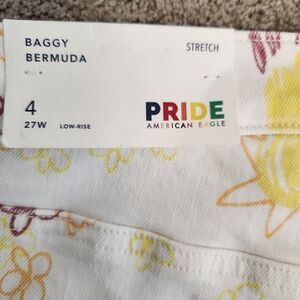 BAGGY
BERMUDA
STRETCH
4
27W
LOW-RISE
PRIDE
AMERICAN EAGLE